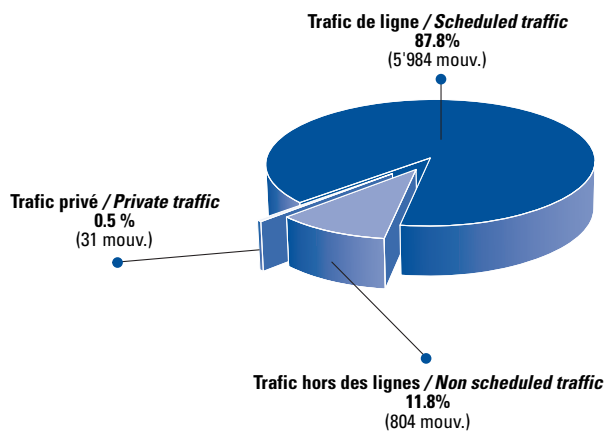 Trafic de ligne / Scheduled traffic
87.8%
(5'984 mouv.)
Trafic privé / Private traffic
0.5 %
(31 mouv.)
Trafic hors des lignes / Non scheduled traffic
11.8%
(804 mouv.)